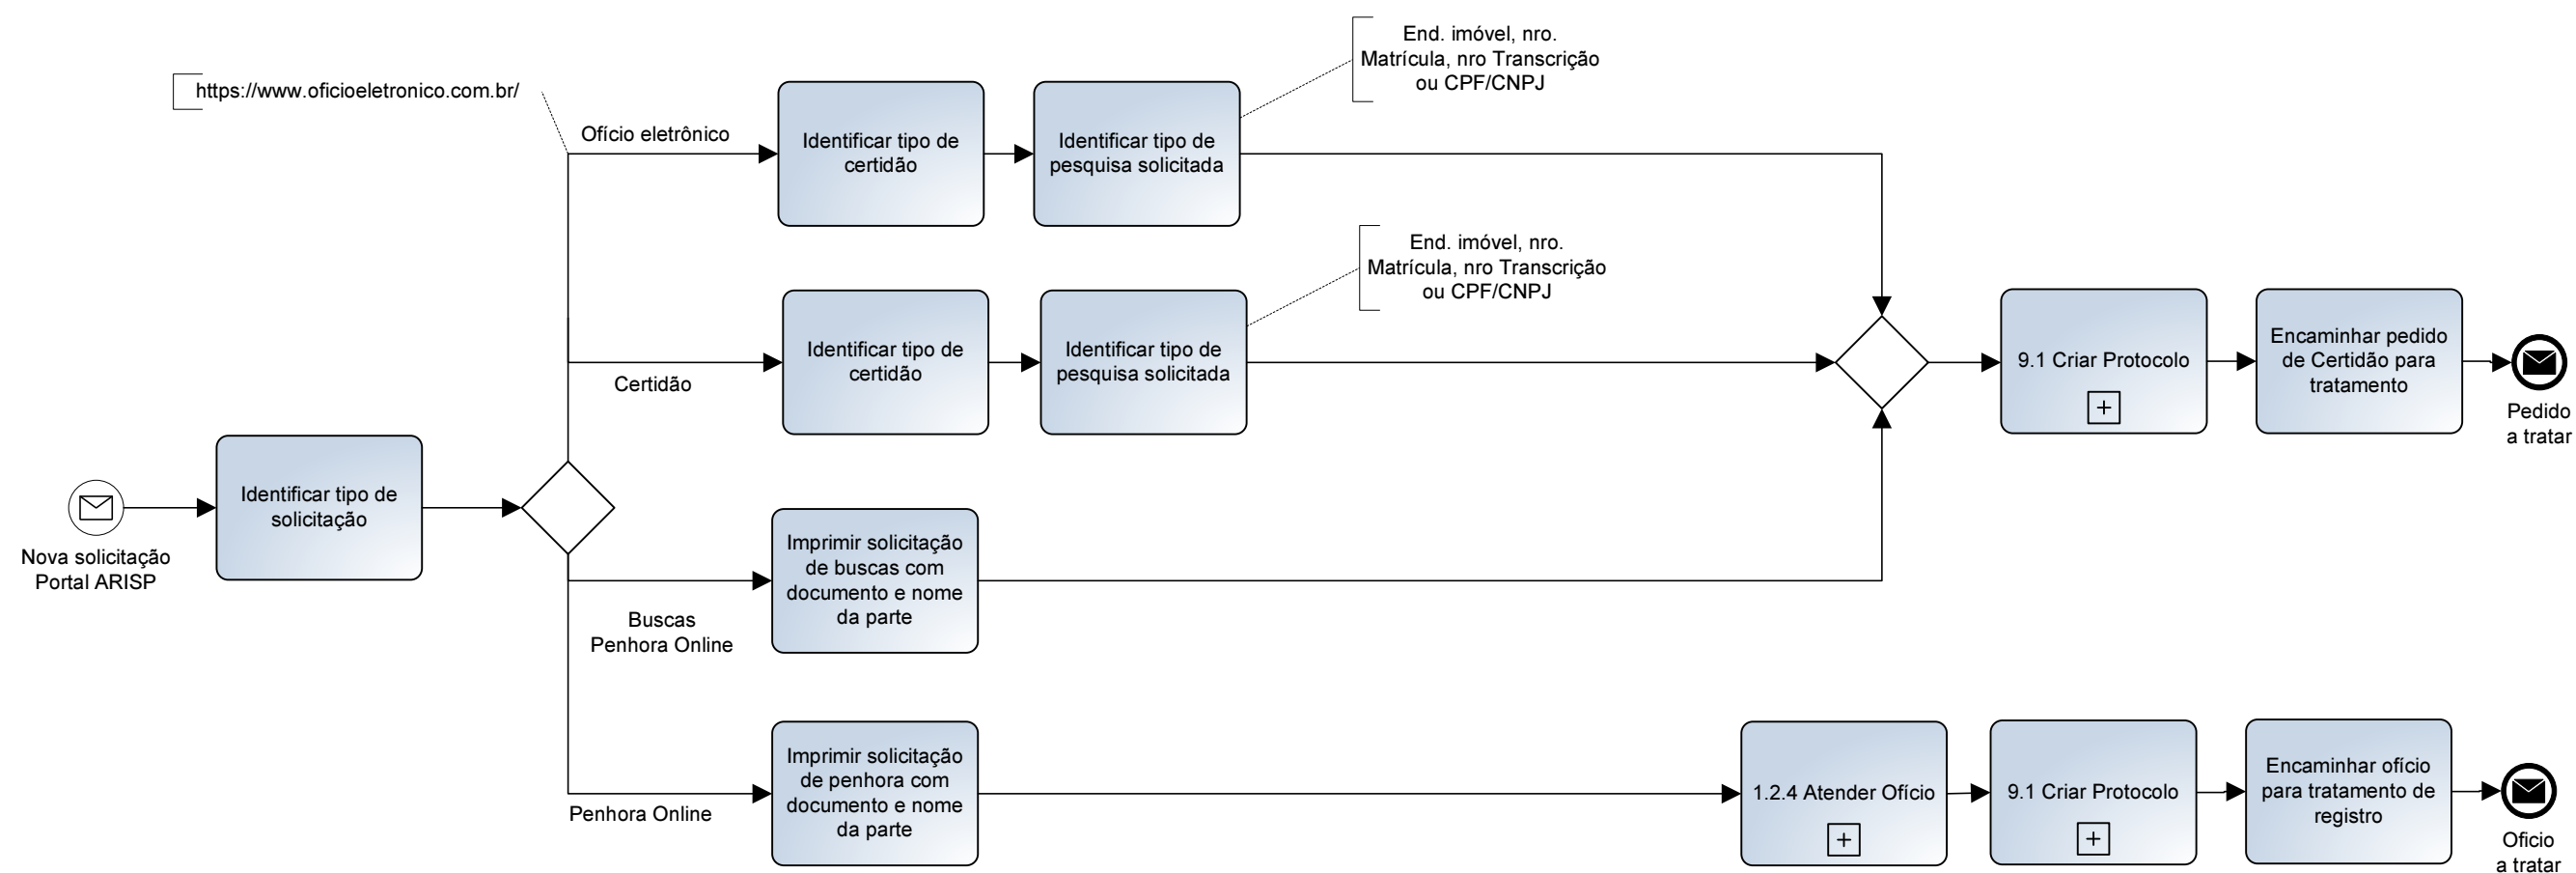 End. imóvel, nro.
Matrícula, nro Transcrição
ou CPF/CNPJ
https://www.oficioeletronico.com.br/
Ofício eletrônico
Identificar tipo de
certidão
Identificar tipo de
pesquisa solicitada
End. imóvel, nro.
Matrícula, nro Transcrição
ou CPF/CNPJ
Certidão
Identificar tipo de
certidão
Identificar tipo de
pesquisa solicitada
9.1 Criar Protocolo
Encaminhar pedido
de Certidão para
tratamento
Pedido
a tratar
Nova solicitação
Portal ARISP
Identificar tipo de
solicitação
Buscas
Penhora Online
Imprimir solicitação
de buscas com
documento e nome
da parte
Penhora Online
Imprimir solicitação
de penhora com
documento e nome
da parte
1.2.4 Atender Ofício
9.1 Criar Protocolo
Encaminhar ofício
para tratamento de
registro
Oficio
a tratar